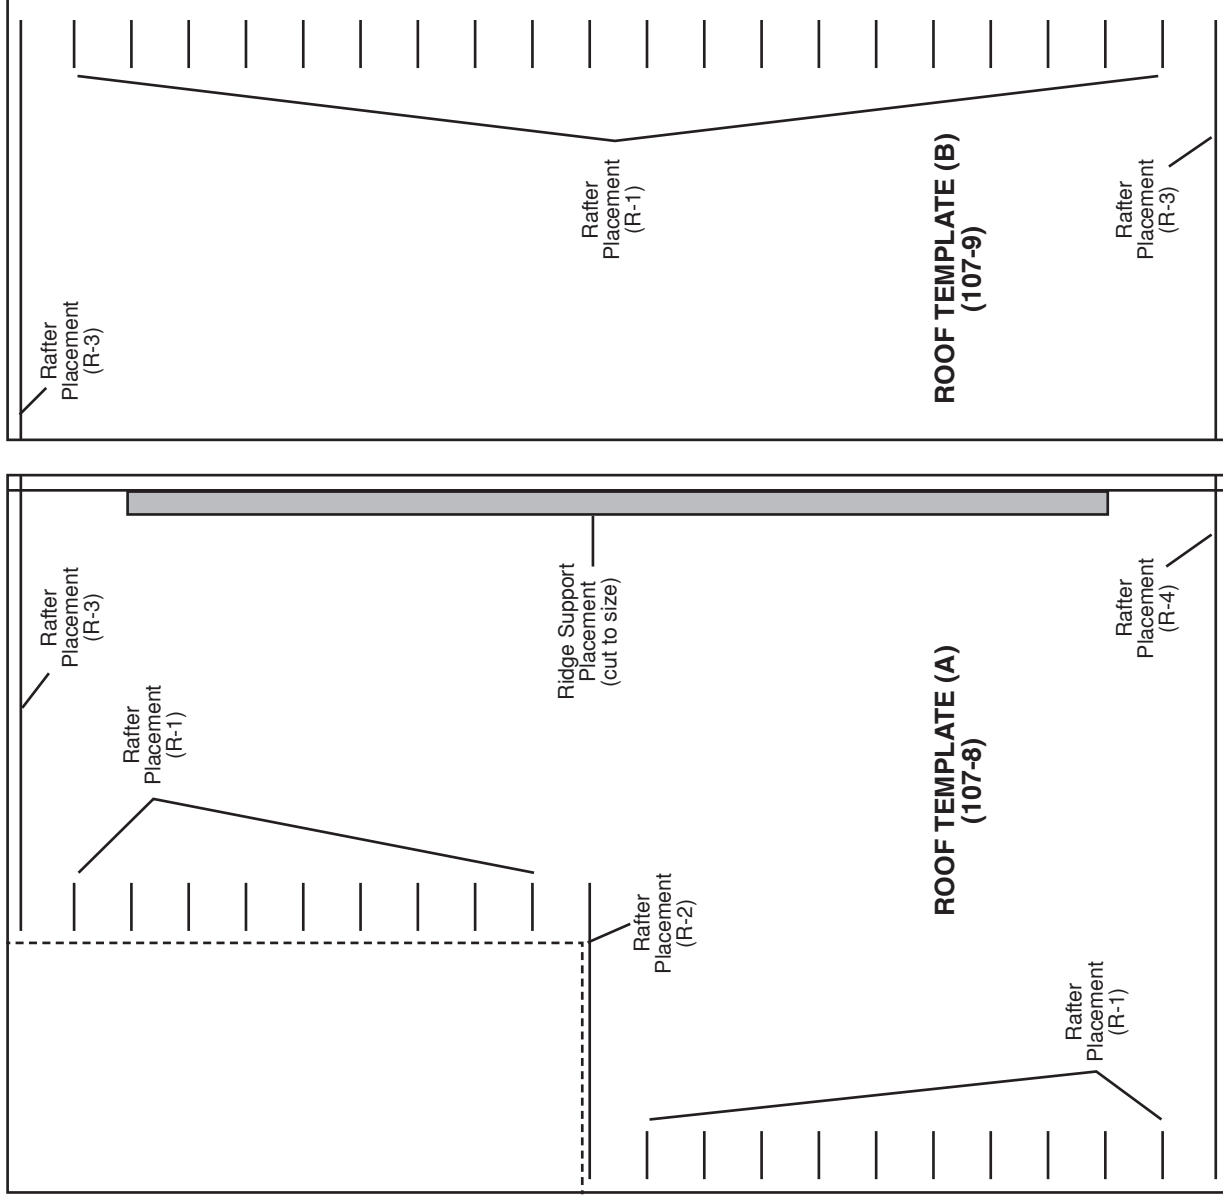 Rafter
Placement
(R-3)
Rafter
Placement
(R-1)
ROOF TEMPLATE (B)
(107-9)
Rafter
Placement
(R-3)
Rafter
Placement
(R-3)
Rafter
Placement
(R-1)
Ridge Support
Placement
(cut to size)
Rafter
Placement
(R-2)
ROOF TEMPLATE (A)
(107-8)
Rafter
Placement
(R-4)
Rafter
Placement
(R-1)